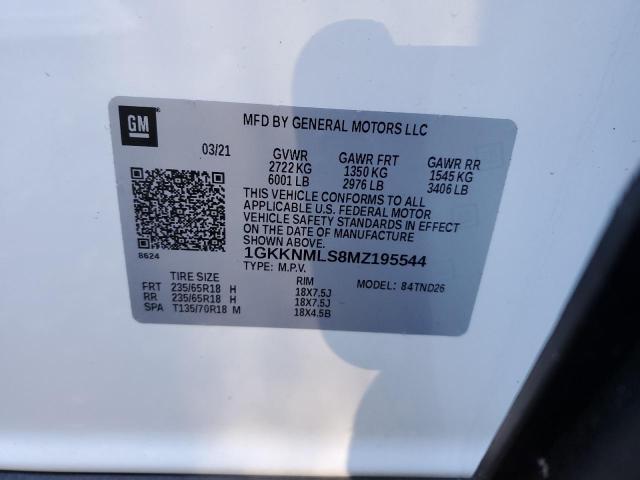 GM
MFD BY GENERAL MOTORS LLC
03/21 GVWR GAWR FRT GAWR RR
2722 KG 1350 KG 1545 KG
6001 LB 2976 LB 3406 LB
THIS VEHICLE CONFORMS TO ALL
APPLICABLE U.S. FEDERAL MOTOR
VEHICLE SAFETY STANDARDS IN EFFECT
ON THE DATE OF MANUFACTURE
SHOWN ABOVE.
8624
1GKKNMLS8MZ195544
TYPE: M.P.V. MODEL: 84TND26
TIRE SIZE RIM
FRT 235/65R18 H 18X7.5J
RR 235/65R18 H 18X7.5J
SPA T135/70R18 M 18X4.5B